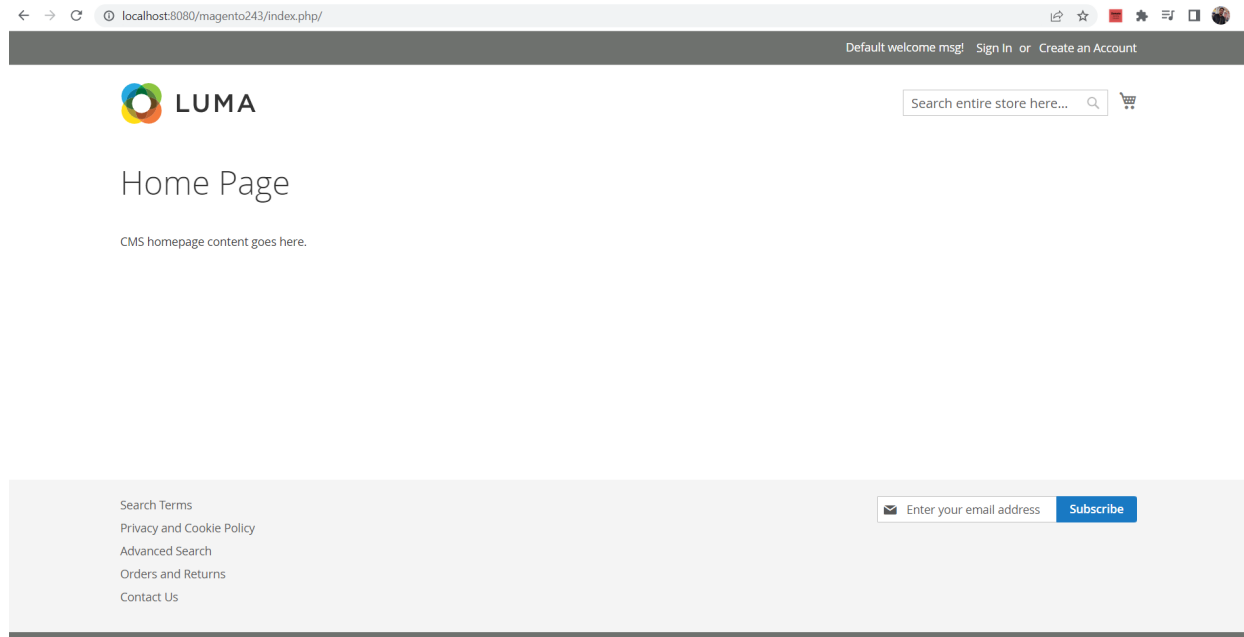 localhost:8080/magento243/index.php/
Default welcome msg! Sign In or Create an Account
LUMA
Search entire store here...
Home Page
CMS homepage content goes here.
Search Terms
Privacy and Cookie Policy
Advanced Search
Orders and Returns
Contact Us
Enter your email address
Subscribe